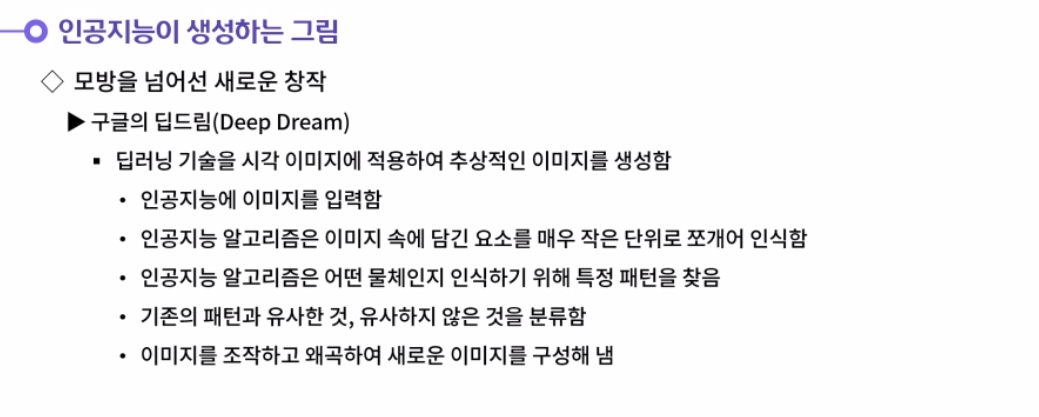 인공지능이 생성하는 그림
◇ 모방을 넘어선 새로운 창작
▶ 구글의 딥드림(Deep Dream)
▪ 딥러닝 기술을 시각 이미지에 적용하여 추상적인 이미지를 생성함
• 인공지능에 이미지를 입력함
• 인공지능 알고리즘은 이미지 속에 담긴 요소를 매우 작은 단위로 쪼개어 인식함
• 인공지능 알고리즘은 어떤 물체인지 인식하기 위해 특정 패턴을 찾음
• 기존의 패턴과 유사한 것, 유사하지 않은 것을 분류함
• 이미지를 조작하고 왜곡하여 새로운 이미지를 구성해 냄